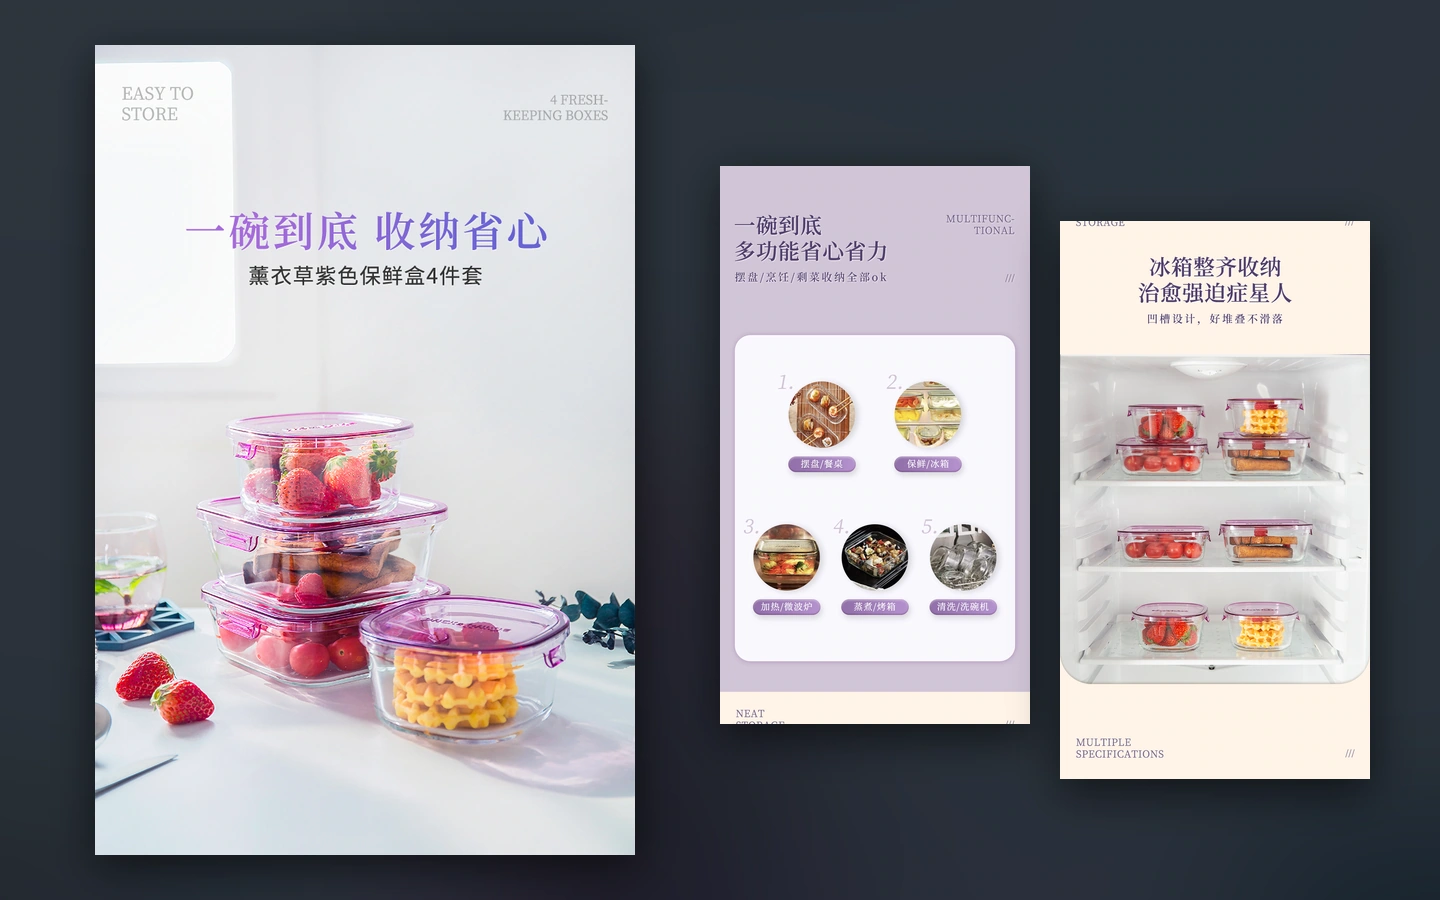 EASY TO
STORE
4 FRESH-
KEEPING BOXES
一碗到底 收纳省心
薰衣草紫色保鲜盒4件套
一碗到底
多功能省心省力
摆盘/烹饪/剩菜收纳全部ok
MULTIFUNC-
TIONAL
///
1.
摆盘/餐桌
2.
保鲜/冰箱
3.
加热/微波炉
4.
蒸煮/烤箱
5.
清洗/洗碗机
NEAT
STORAGE
///
STORAGE
///
冰箱整齐收纳
治愈强迫症星人
凹槽设计，好堆叠不滑落
MULTIPLE
SPECIFICATIONS
///